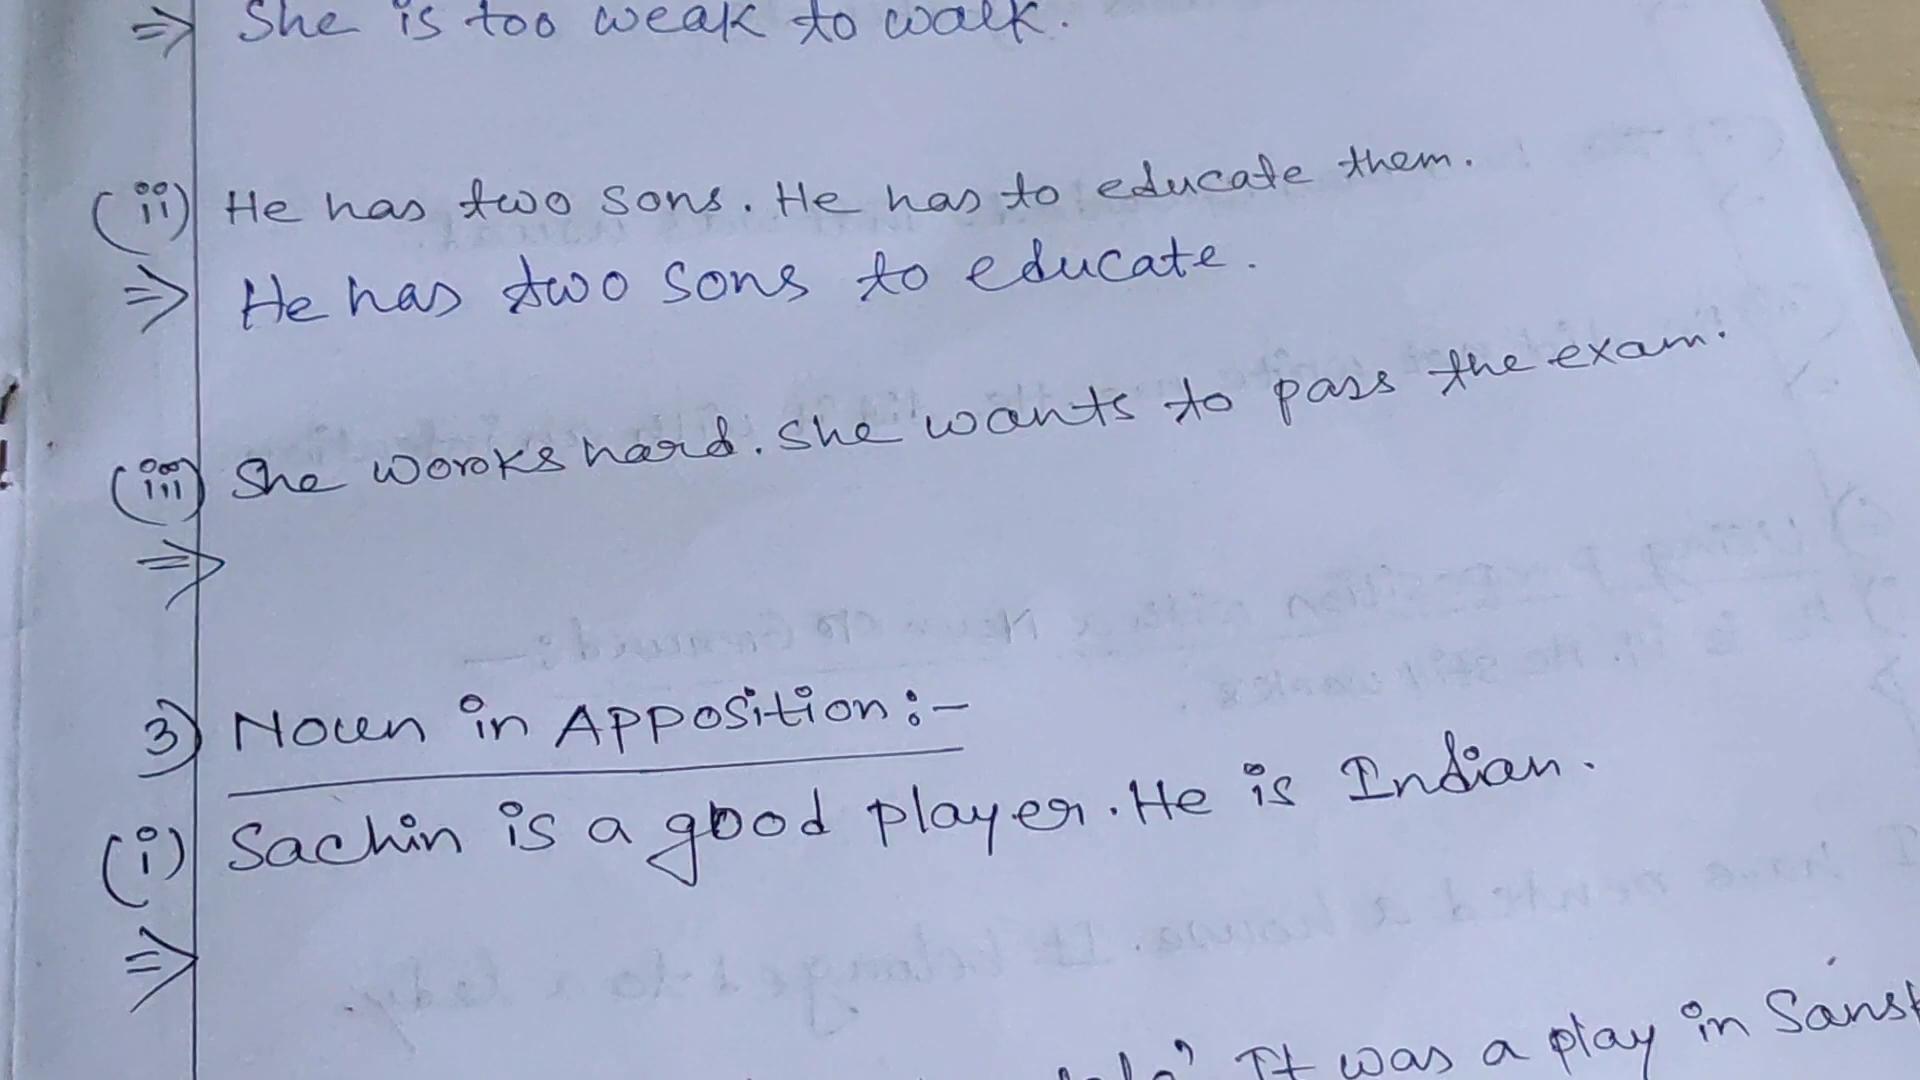 ⇒ She is too weak to walk.
(ii) He has two sons. He has to educate them.
⇒ He has two sons to educate.
(iii) She works hard. She wants to pass the exam.
⇒
3) Noun in Apposition :-
(i) Sachin is a good player. He is Indian.
⇒
It was a play in